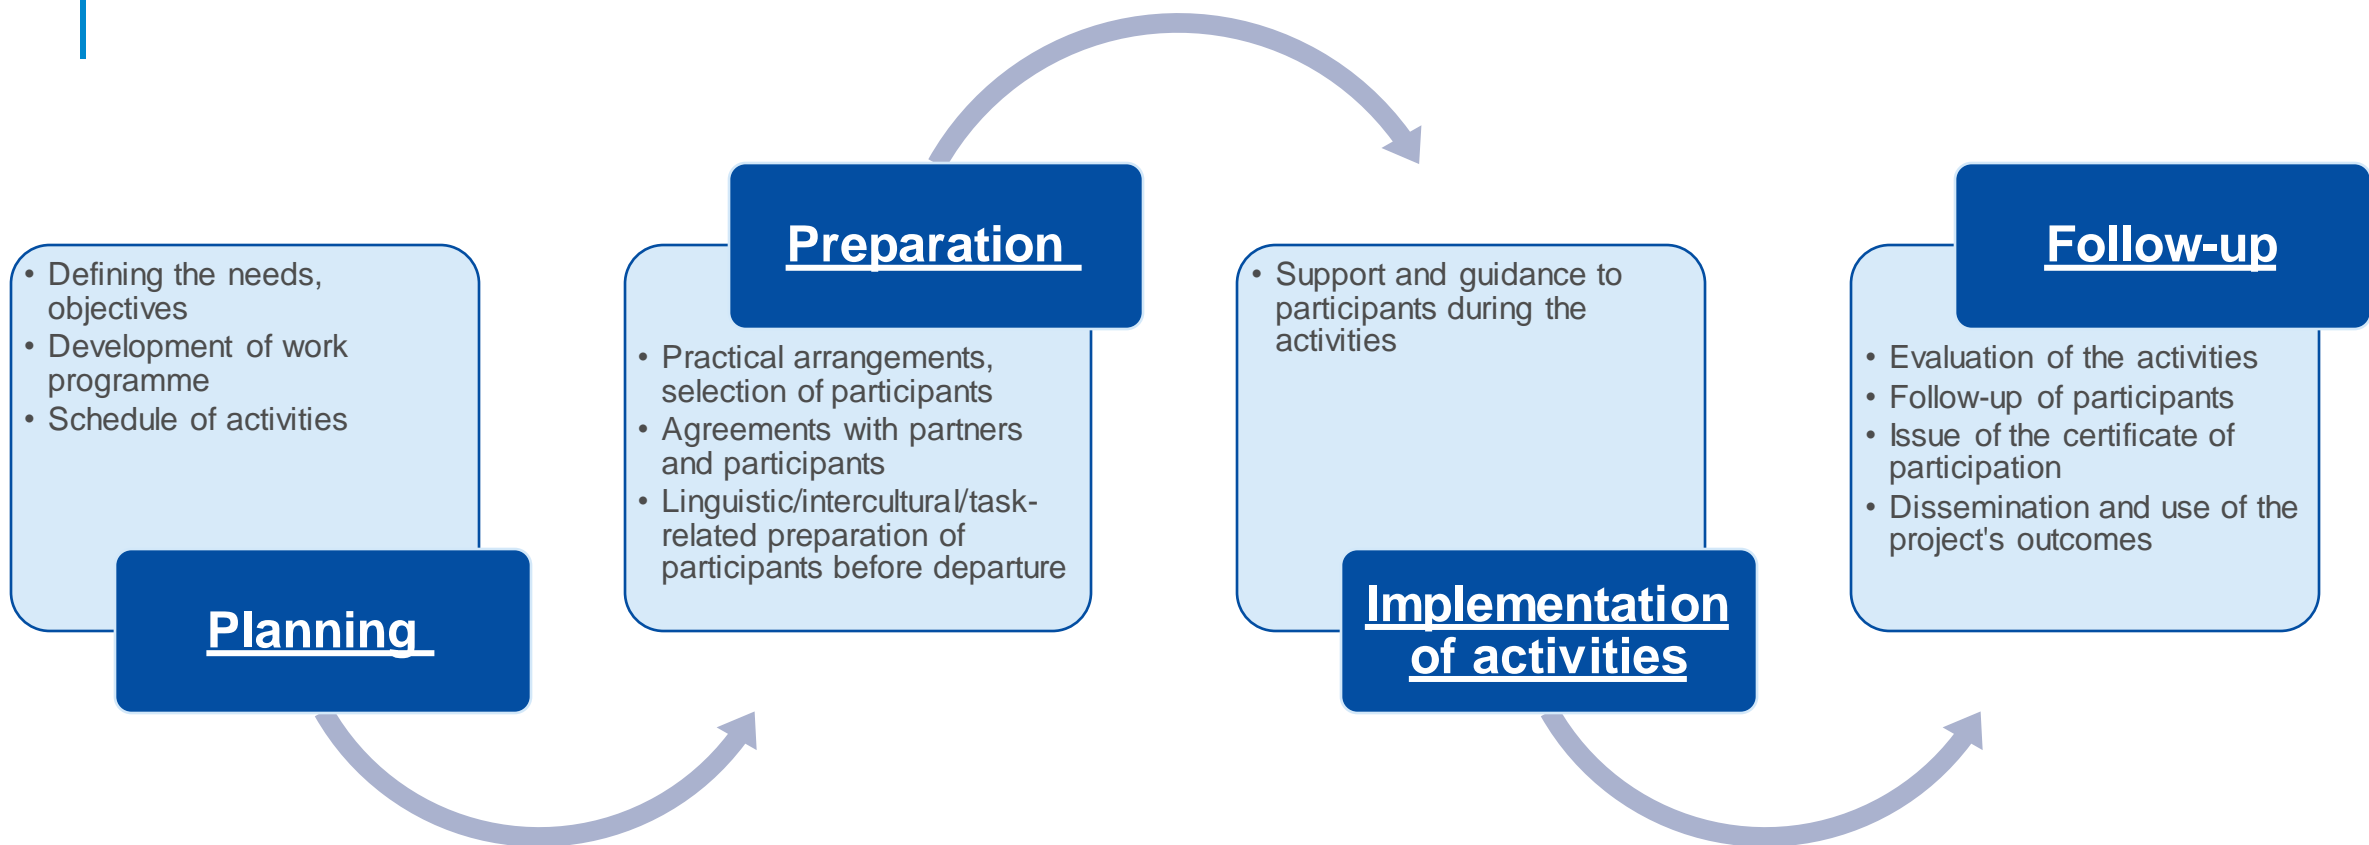 • Defining the needs,
objectives
• Development of work
programme
• Schedule of activities
Planning
Preparation
• Practical arrangements,
selection of participants
• Agreements with partners
and participants
• Linguistic/intercultural/task-
related preparation of
participants before departure
• Support and guidance to
participants during the
activities
Implementation
of activities
Follow-up
• Evaluation of the activities
• Follow-up of participants
• Issue of the certificate of
participation
• Dissemination and use of the
project's outcomes